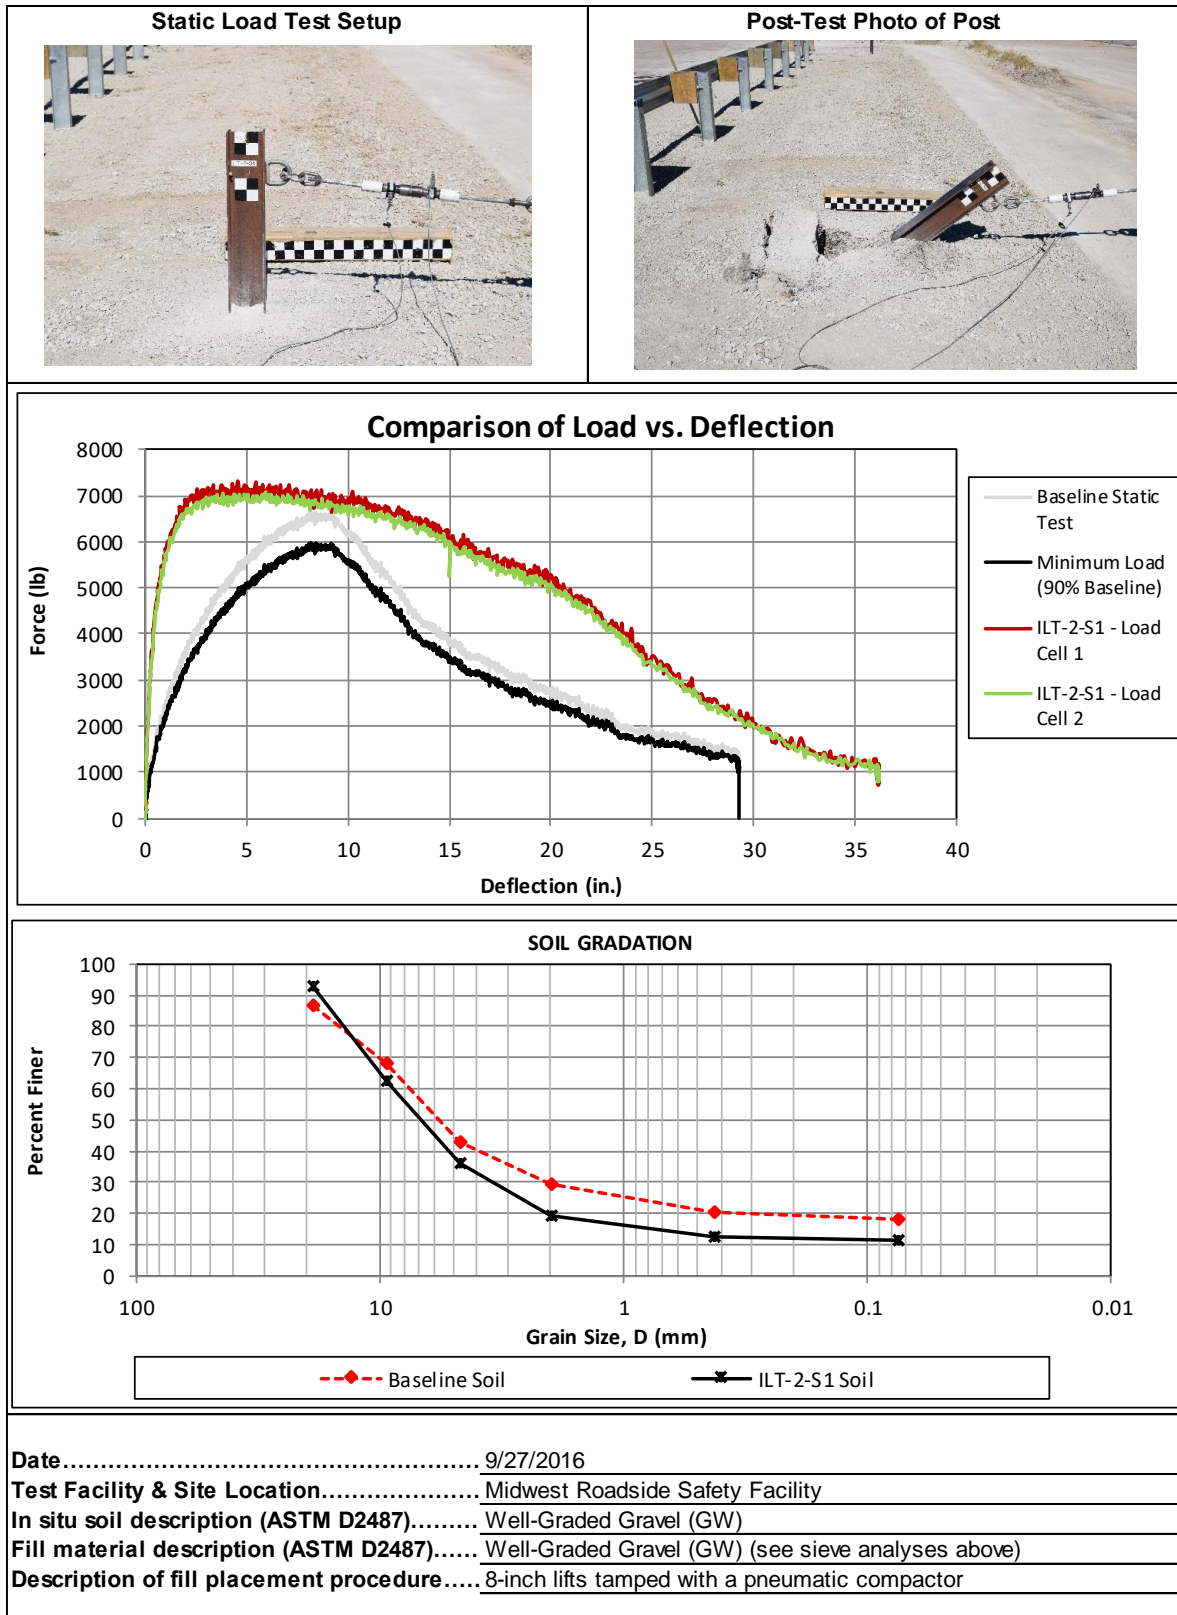 Static Load Test Setup
Post-Test Photo of Post
Comparison of Load vs. Deflection
8000
7000
6000
5000
4000
3000
2000
1000
0
Force (lb)
0 5 10 15 20 25 30 35 40
Deflection (in.)
Baseline Static
Test
Minimum Load
(90% Baseline)
ILT-2-S1 - Load
Cell 1
ILT-2-S1 - Load
Cell 2
SOIL GRADATION
100
90
80
70
60
50
40
30
20
10
0
Percent Finer
100 10 1 0.1 0.01
Grain Size, D (mm)
Baseline Soil
ILT-2-S1 Soil
Date.................................................. 9/27/2016
Test Facility & Site Location................... Midwest Roadside Safety Facility
In situ soil description (ASTM D2487)......... Well-Graded Gravel (GW)
Fill material description (ASTM D2487)...... Well-Graded Gravel (GW) (see sieve analyses above)
Description of fill placement procedure..... 8-inch lifts tamped with a pneumatic compactor